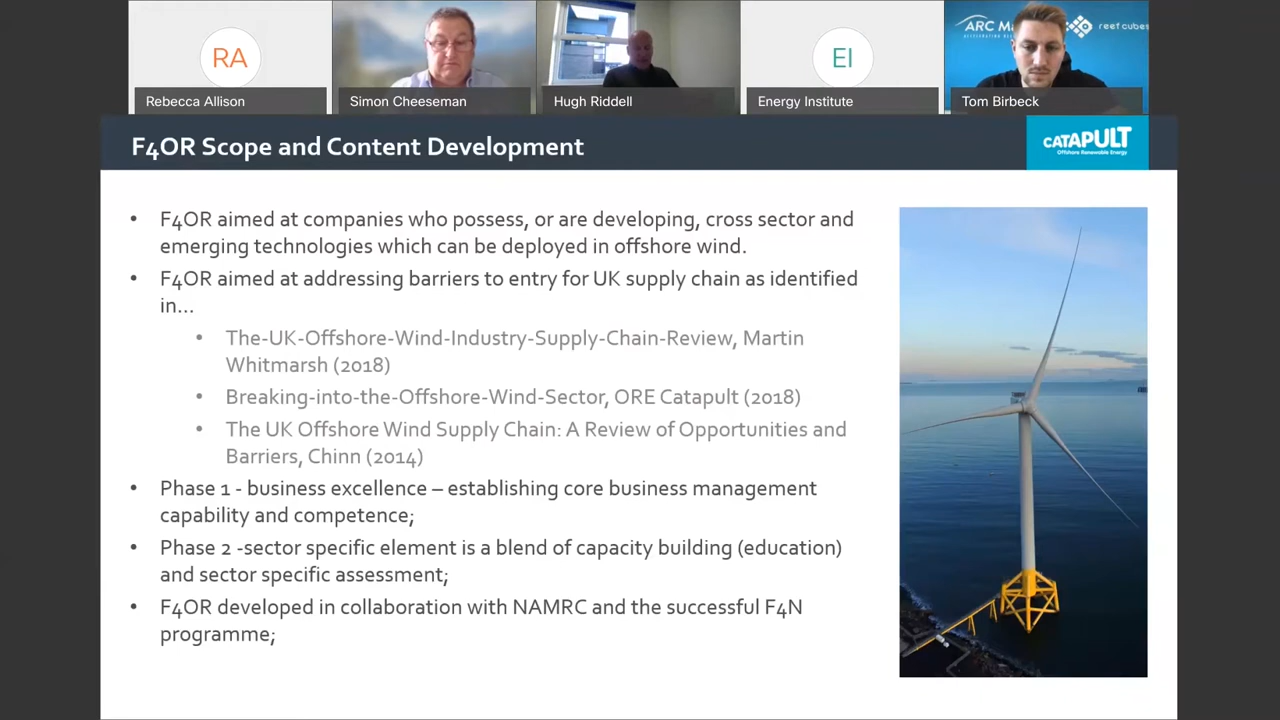 RA
EI
ARC
reef cubes
Rebecca Allison
Simon Cheeseman
Hugh Riddell
Energy Institute
Tom Birbeck
F4OR Scope and Content Development
CATAPULT
Offshore Renewable Energy
• F4OR aimed at companies who possess, or are developing, cross sector and
emerging technologies which can be deployed in offshore wind.
• F4OR aimed at addressing barriers to entry for UK supply chain as identified
in...
• The-UK-Offshore-Wind-Industry-Supply-Chain-Review, Martin
Whitmarsh (2018)
• Breaking-into-the-Offshore-Wind-Sector, ORE Catapult (2018)
• The UK Offshore Wind Supply Chain: A Review of Opportunities and
Barriers, Chinn (2014)
• Phase 1 - business excellence – establishing core business management
capability and competence;
• Phase 2 -sector specific element is a blend of capacity building (education)
and sector specific assessment;
• F4OR developed in collaboration with NAMRC and the successful F4N
programme;